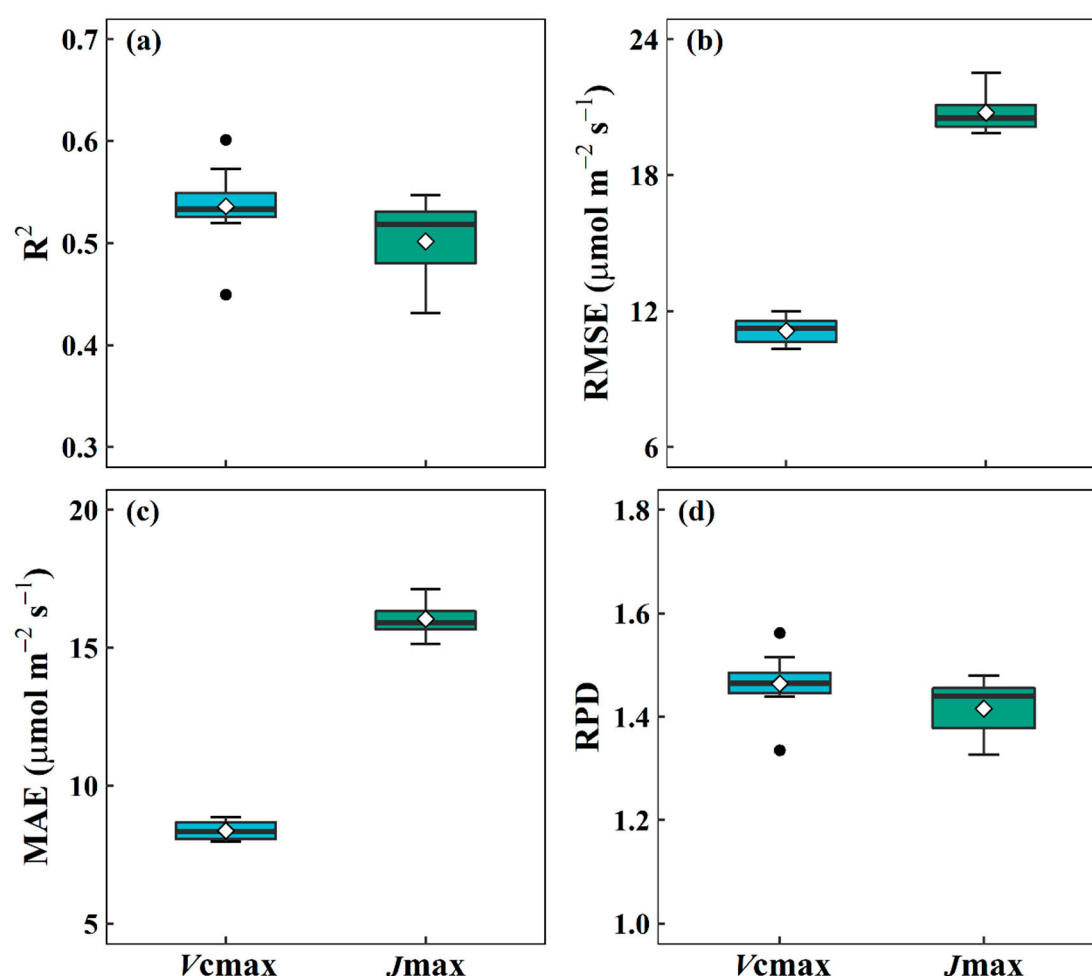 (a)
0.7
0.6
0.5
0.4
0.3
R²
(b)
24
18
12
6
RMSE (μmol m⁻² s⁻¹)
(c)
20
15
10
5
MAE (μmol m⁻² s⁻¹)
Vcmax Jmax
(d)
1.8
1.6
1.4
1.2
1.0
RPD
Vcmax Jmax